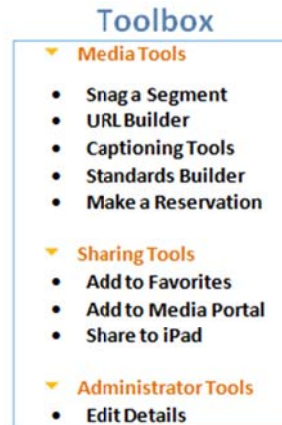 Toolbox
Media Tools
• Snag a Segment
• URL Builder
• Captioning Tools
• Standards Builder
• Make a Reservation
Sharing Tools
• Add to Favorites
• Add to Media Portal
• Share to iPad
Administrator Tools
• Edit Details